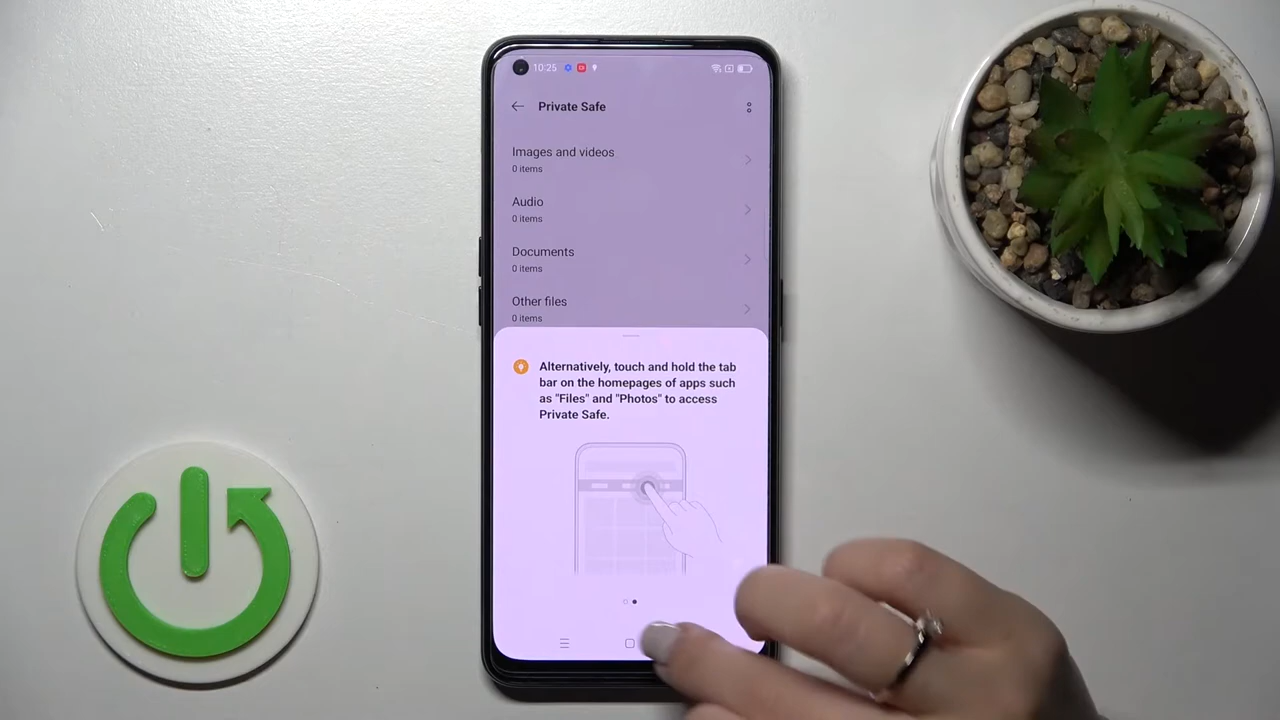 10:25
Private Safe
Images and videos
0 items
Audio
0 items
Documents
0 items
Other files
0 items
Alternatively, touch and hold the tab
bar on the homepages of apps such
as "Files" and "Photos" to access
Private Safe.